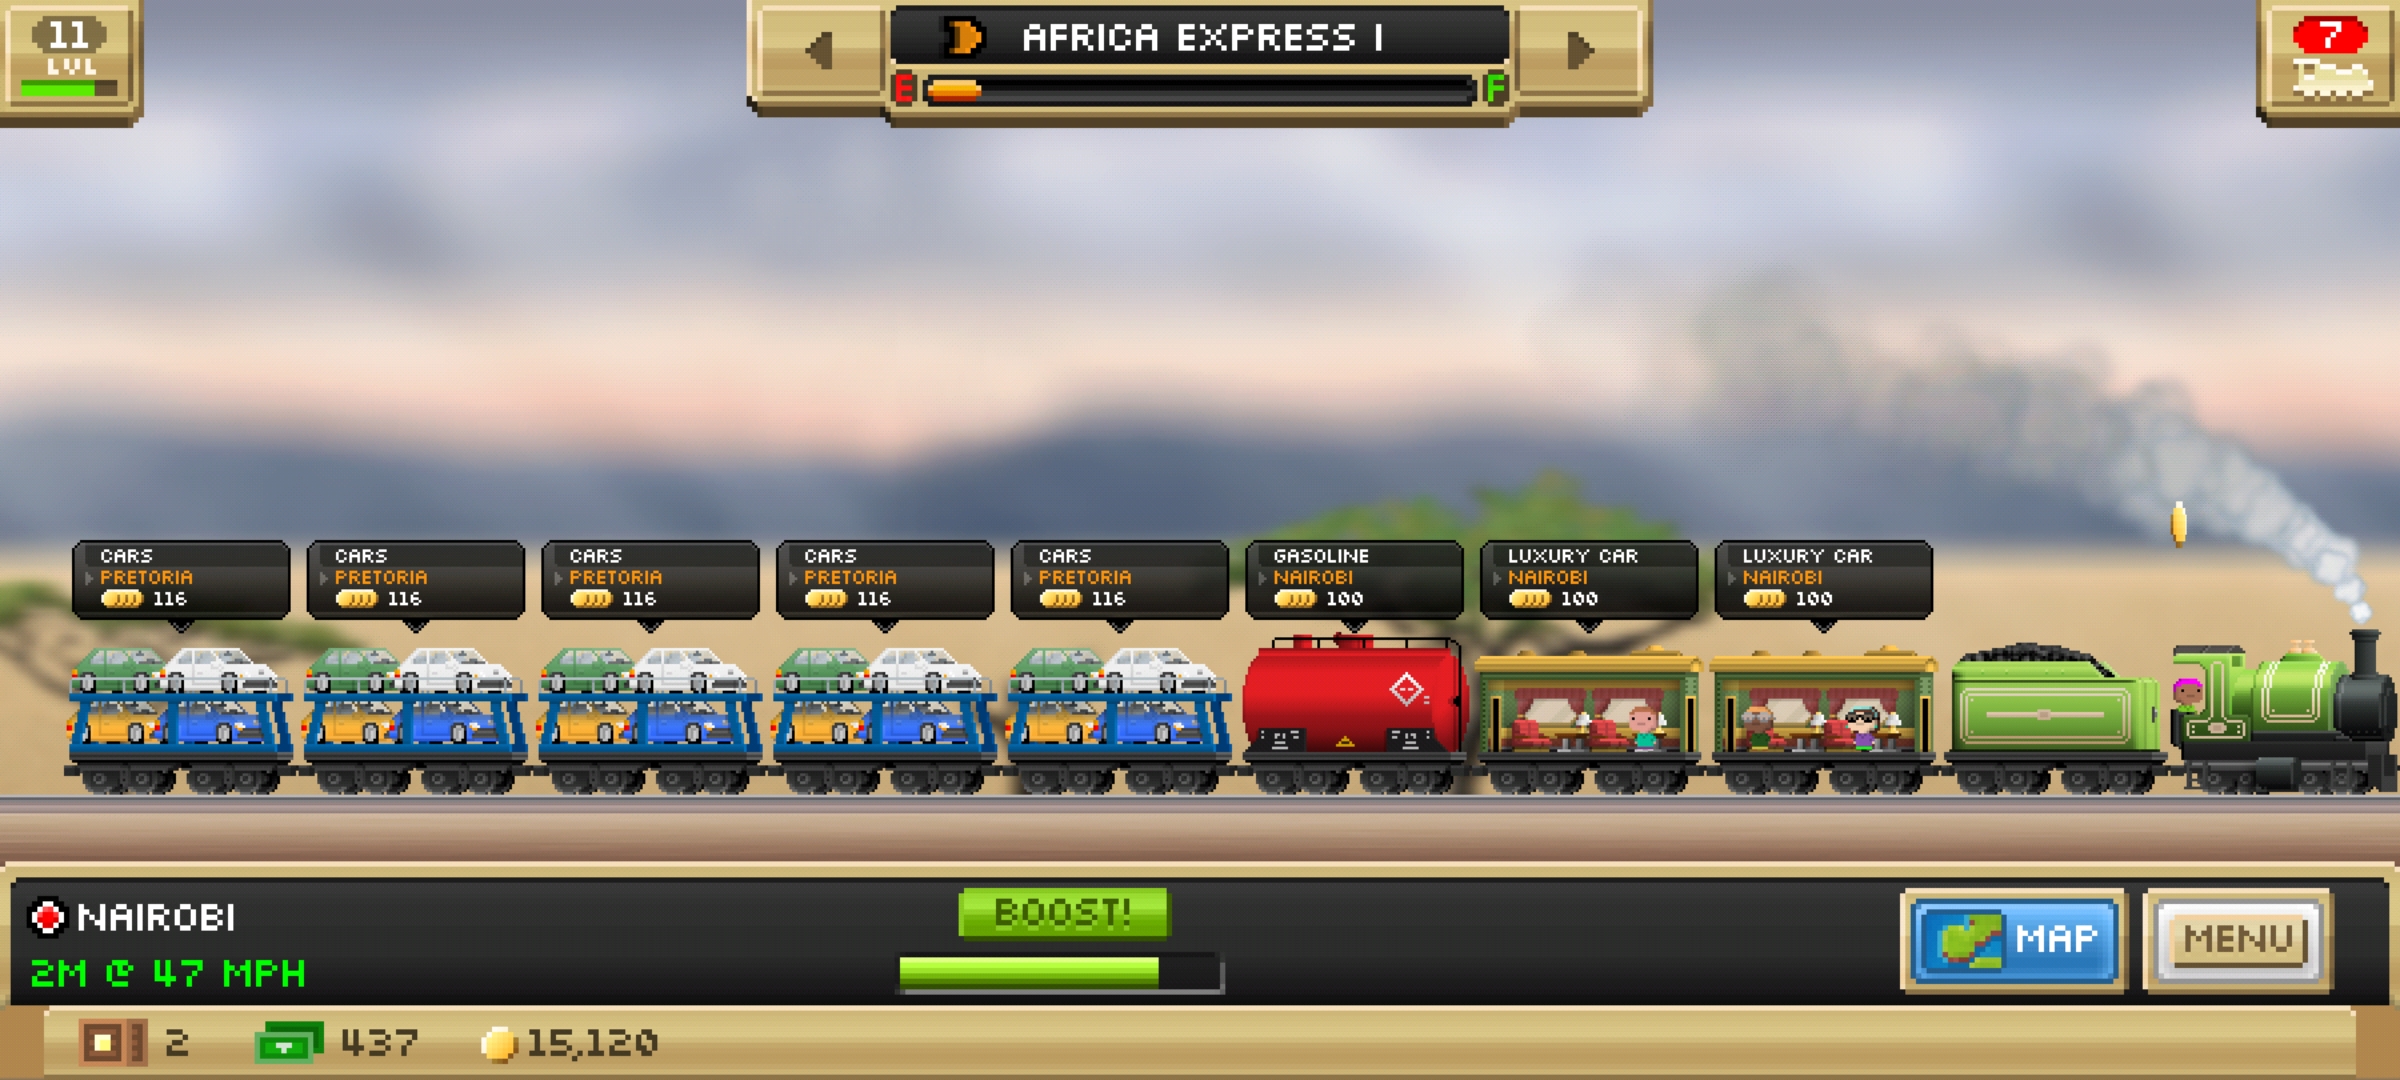 11
LVL
AFRICA EXPRESS I
E
F
7
CARS
PRETORIA
116
CARS
PRETORIA
116
CARS
PRETORIA
116
CARS
PRETORIA
116
CARS
PRETORIA
116
GASOLINE
NAIROBI
100
LUXURY CAR
NAIROBI
100
LUXURY CAR
NAIROBI
100
NAIROBI
2M @ 47 MPH
BOOST!
MAP
MENU
2
437
15,120